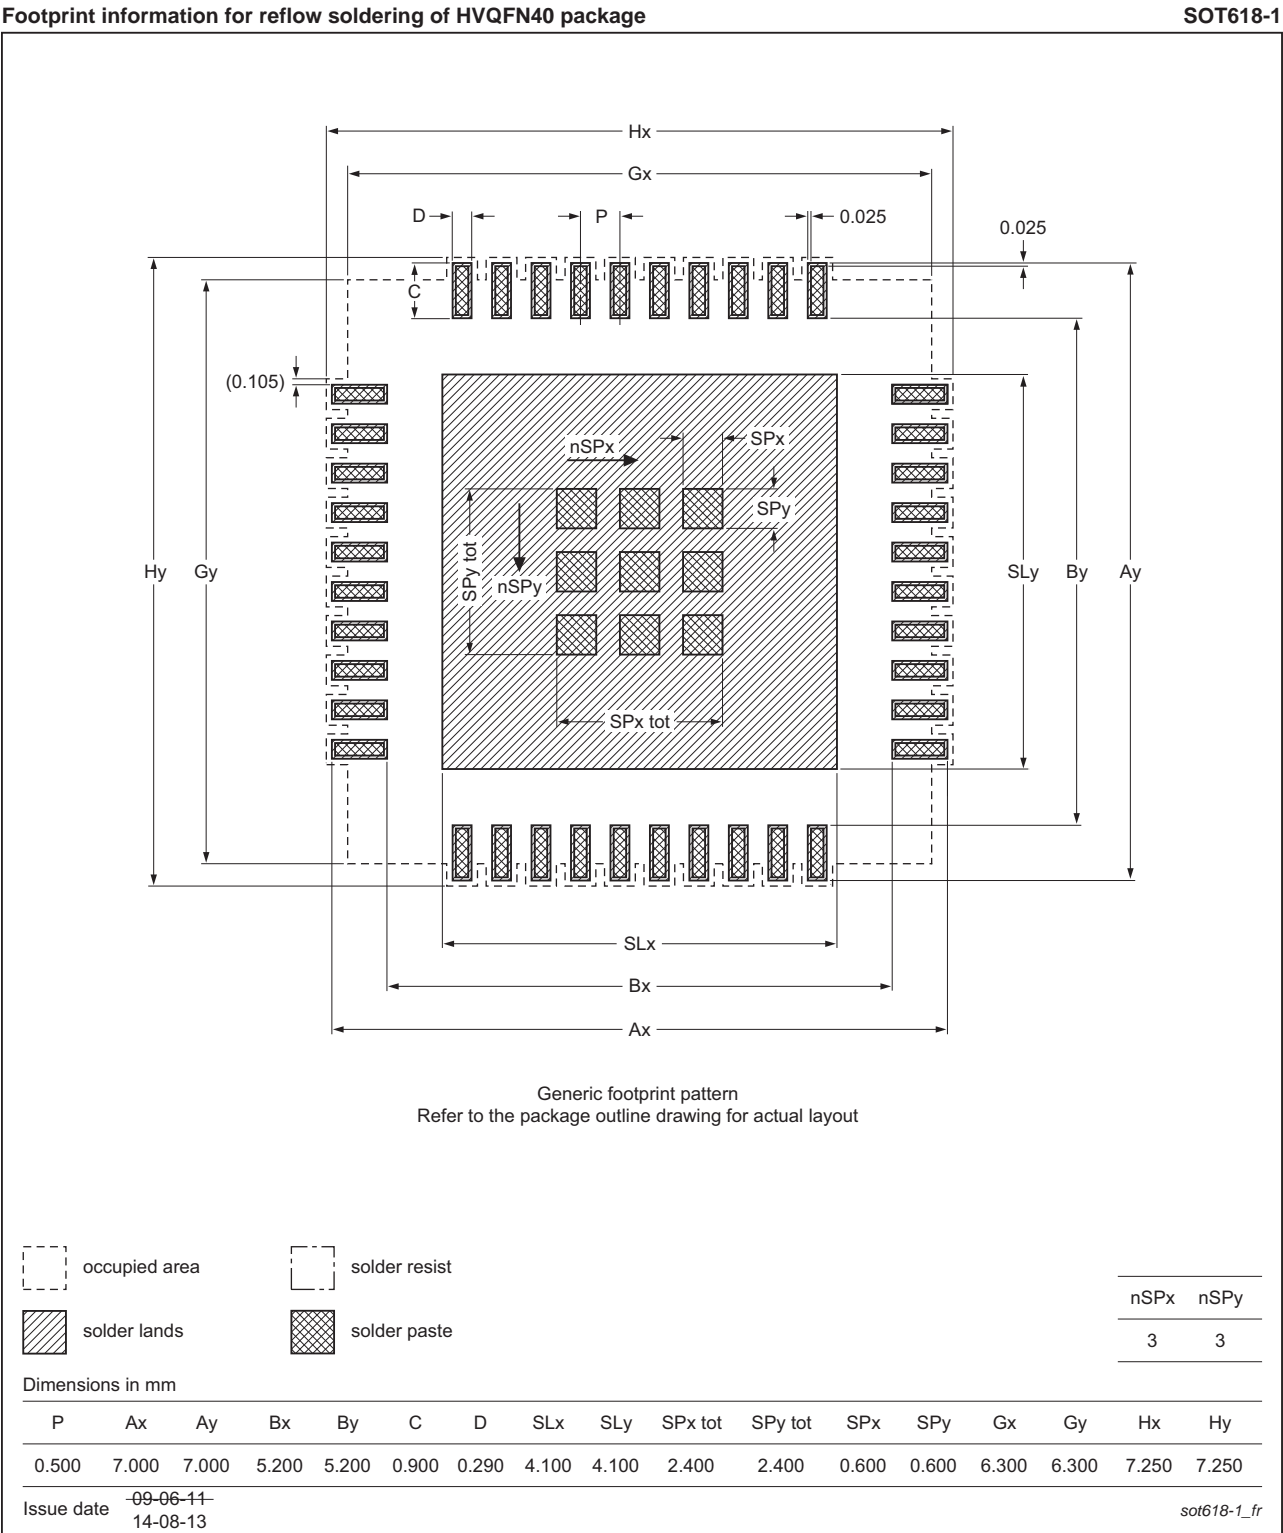 Footprint information for reflow soldering of HVQFN40 package SOT618-1
Hx
Gx
D P 0.025
0.025
C
(0.105)
nSPx SPx
SPy
SPy tot
nSPy
Hy Gy SLy By Ay
SPx tot
SLx
Bx
Ax
Generic footprint pattern
Refer to the package outline drawing for actual layout
occupied area solder resist
solder lands solder paste
nSPx nSPy
3 3
Dimensions in mm
P Ax Ay Bx By C D SLx SLy SPx tot SPy tot SPx SPy Gx Gy Hx Hy
0.500 7.000 7.000 5.200 5.200 0.900 0.290 4.100 4.100 2.400 2.400 0.600 0.600 6.300 6.300 7.250 7.250
Issue date 09-06-11
14-08-13
sot618-1_fr